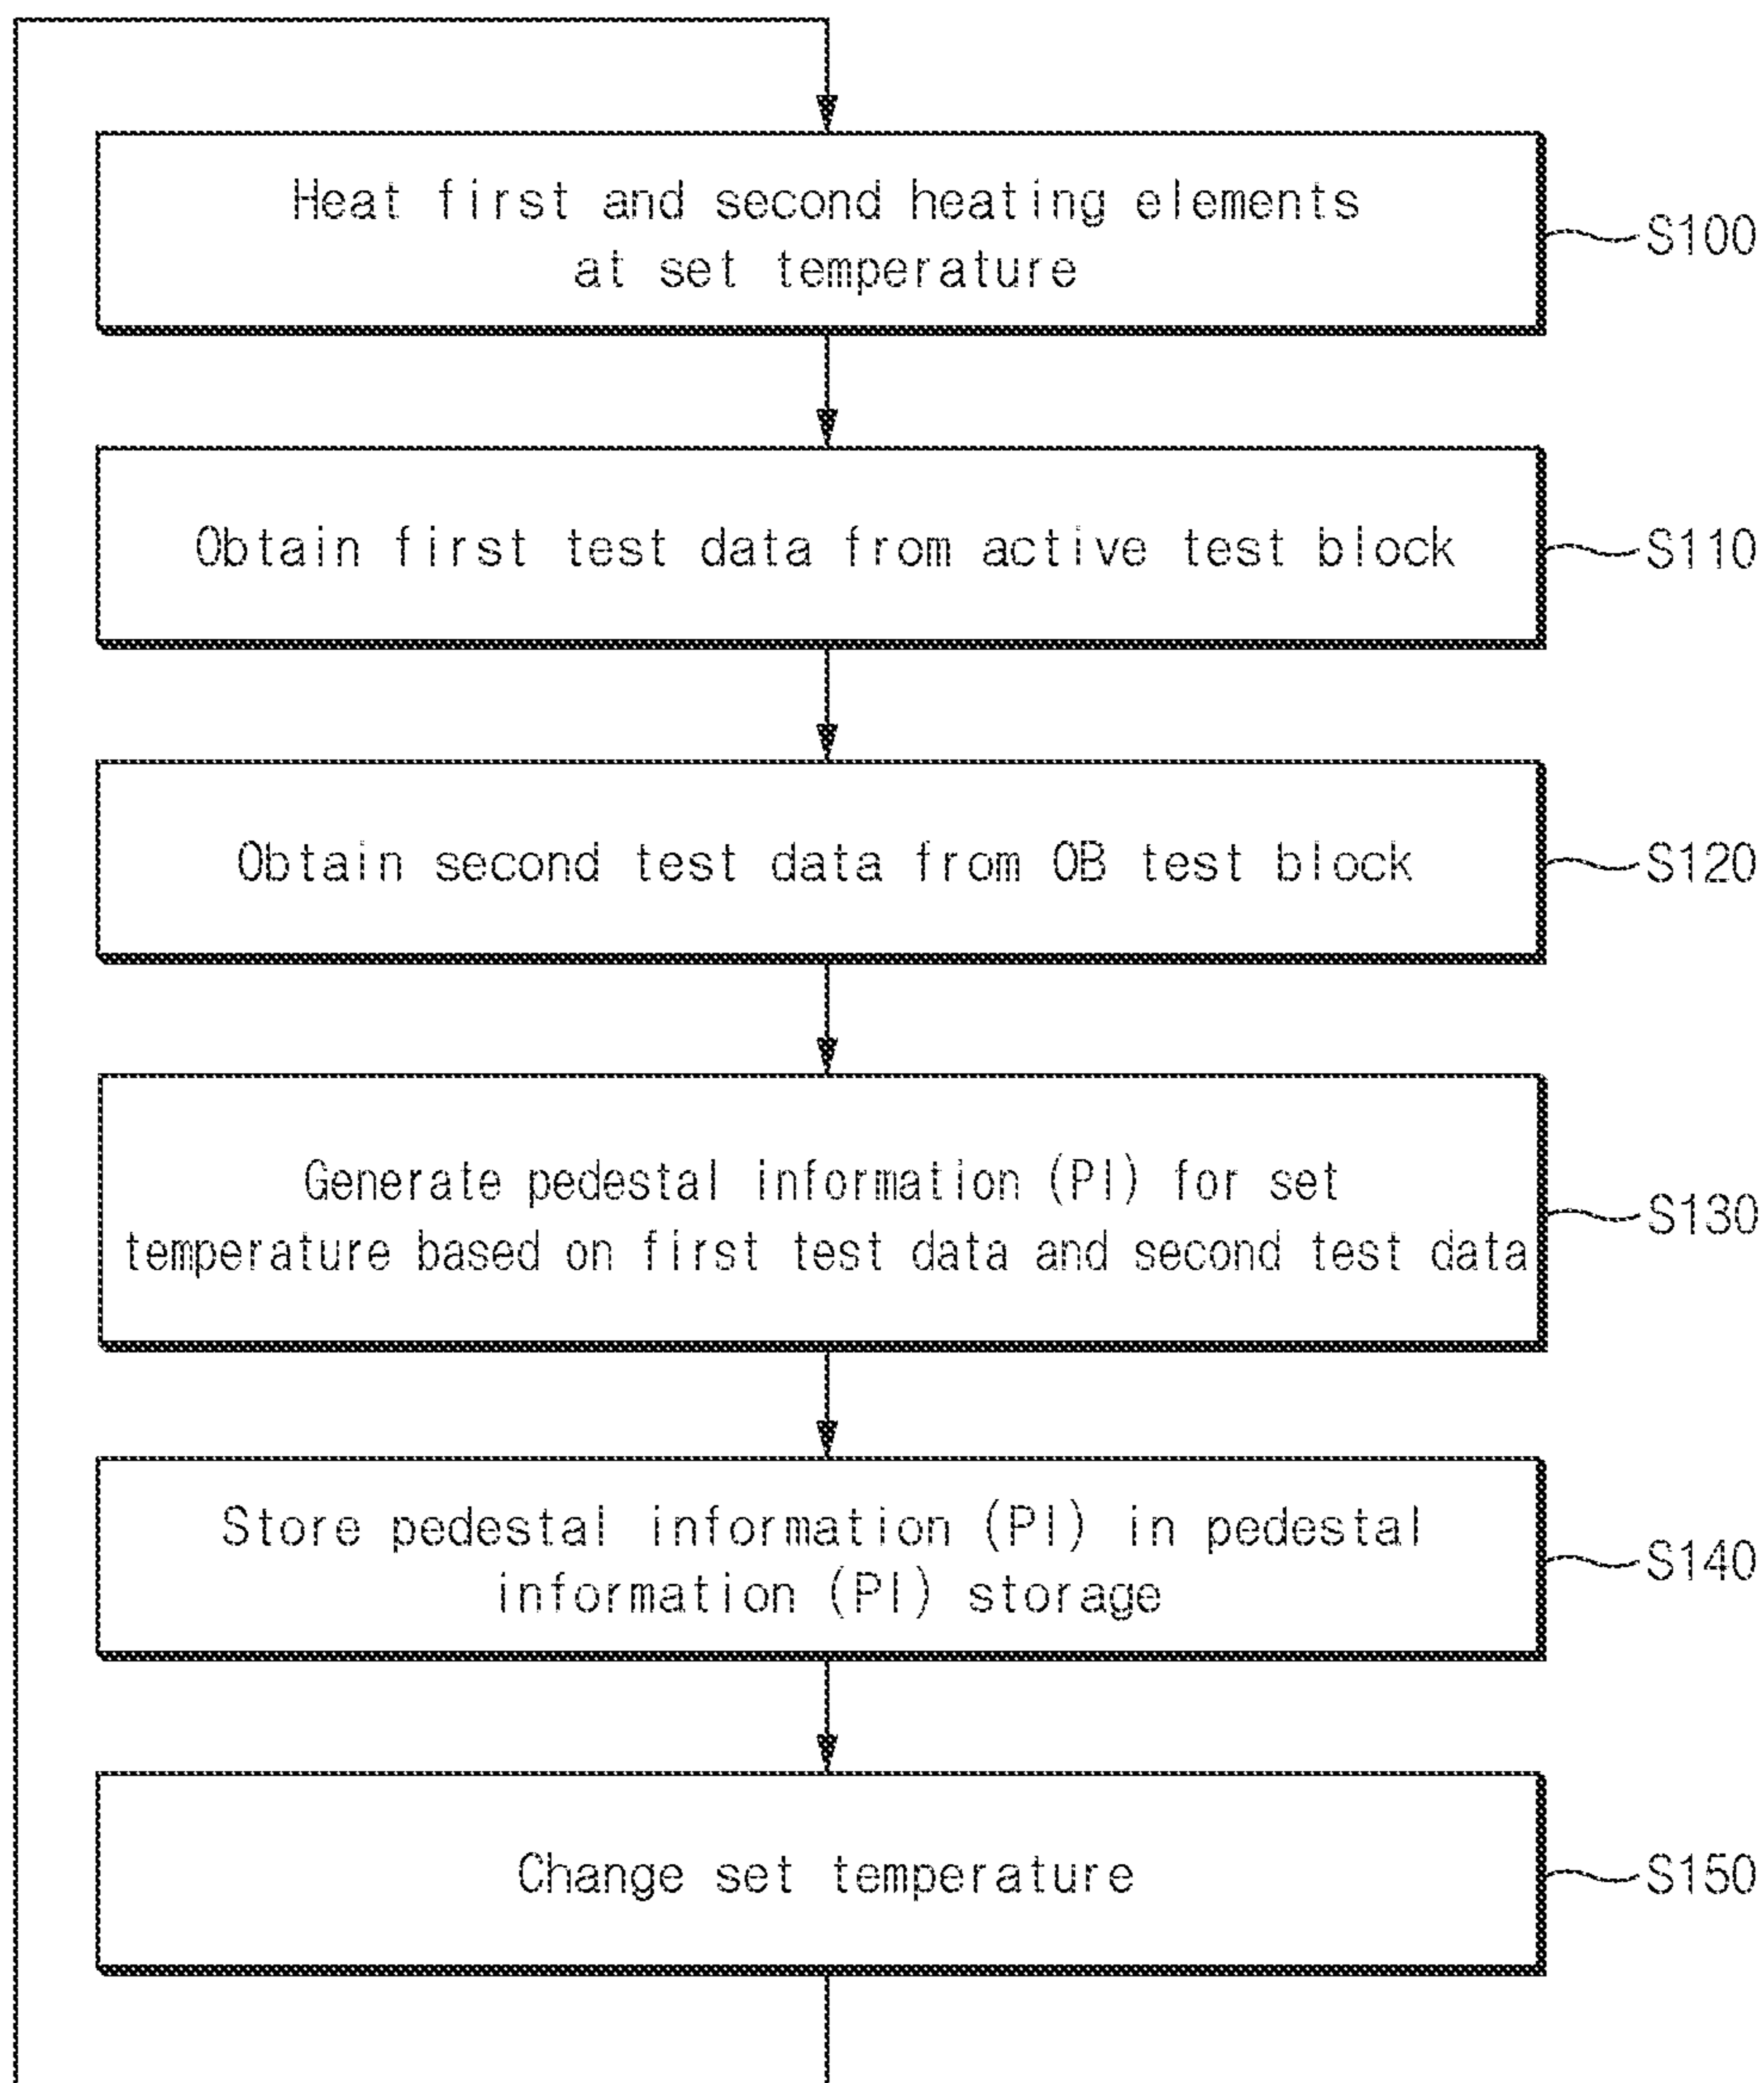 Heat first and second heating elements
at set temperature
S100
Obtain first test data from active test block
S110
Obtain second test data from OB test block
S120
Generate pedestal information (PI) for set
temperature based on first test data and second test data
S130
Store pedestal information (PI) in pedestal
information (PI) storage
S140
Change set temperature
S150